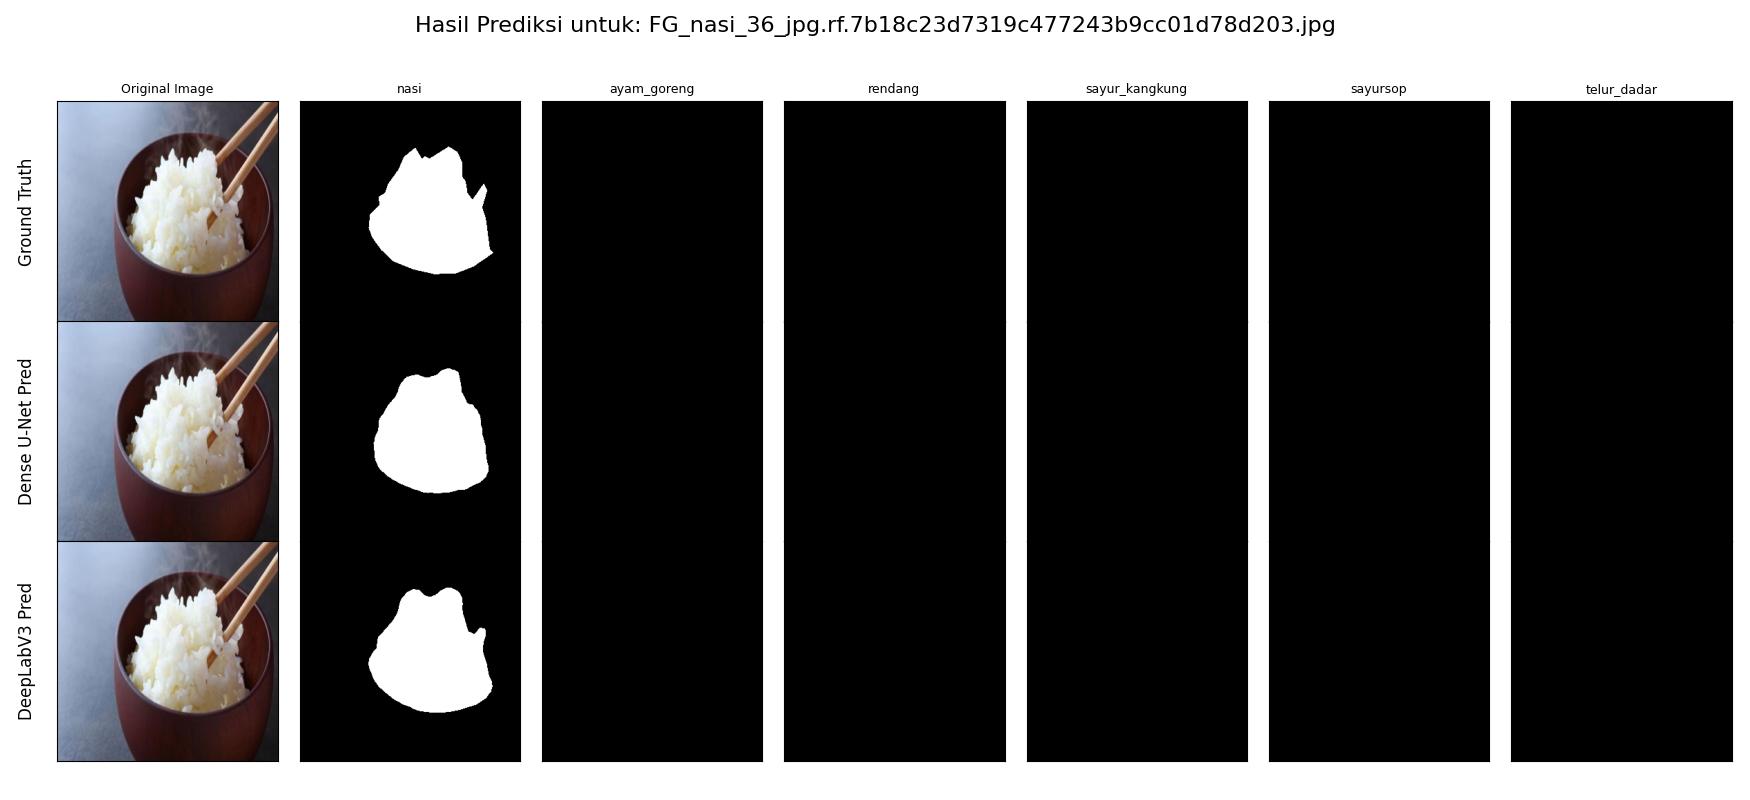 Hasil Prediksi untuk: FG_nasi_36_jpg.rf.7b18c23d7319c477243b9cc01d78d203.jpg
Original Image
nasi
ayam_goreng
rendang
sayur_kangkung
sayursop
telur_dadar
Ground Truth
Dense U-Net Pred
DeepLabV3 Pred